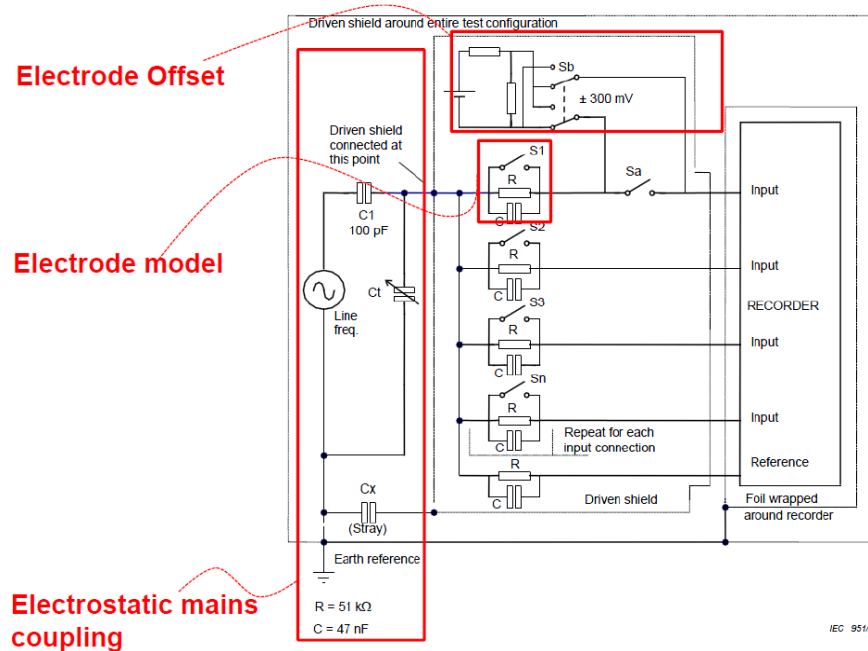 Driven shield around entire test configuration
Electrode Offset
Sb
± 300 mV
Driven shield
connected at
this point
S1
Sa
R
C
Input
C1
100 pF
Electrode model
S2
R
C
Input
Ct
Line
freq.
RECORDER
S3
R
C
Input
Sn
R
C
Input
Repeat for each
input connection
Reference
R
C
Cx
(Stray)
Driven shield
Foil wrapped
around recorder
Earth reference
Electrostatic mains
coupling
R = 51 kΩ
C = 47 nF
IEC 951/